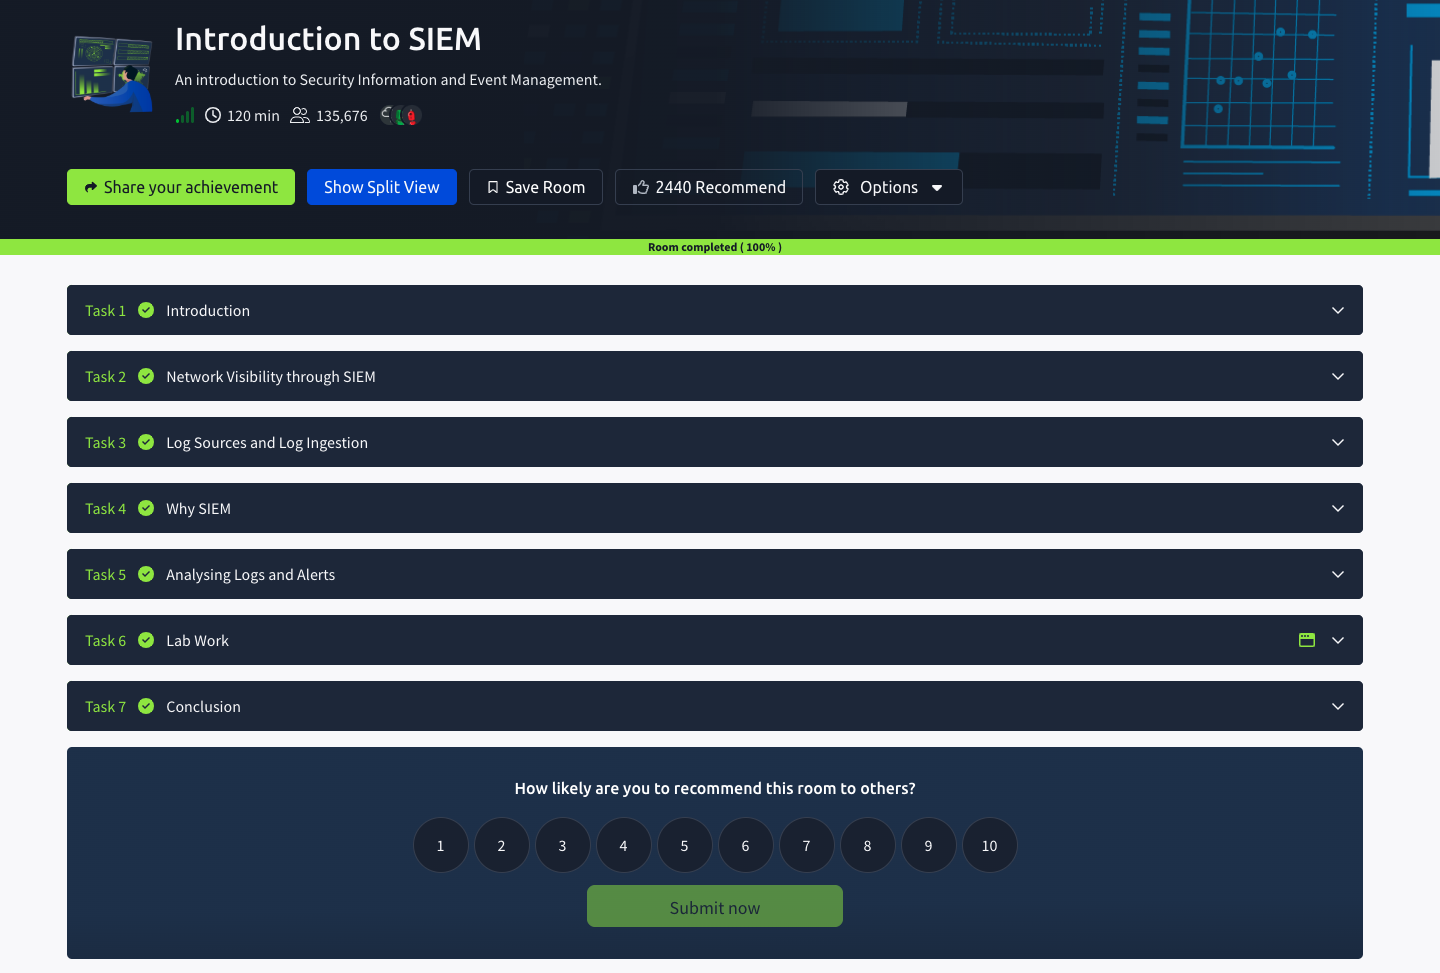 Introduction to SIEM
An introduction to Security Information and Event Management.
120 min 135,676
Share your achievement Show Split View Save Room 2440 Recommend Options
Room completed ( 100% )
Task 1 Introduction
Task 2 Network Visibility through SIEM
Task 3 Log Sources and Log Ingestion
Task 4 Why SIEM
Task 5 Analysing Logs and Alerts
Task 6 Lab Work
Task 7 Conclusion
How likely are you to recommend this room to others?
1 2 3 4 5 6 7 8 9 10
Submit now